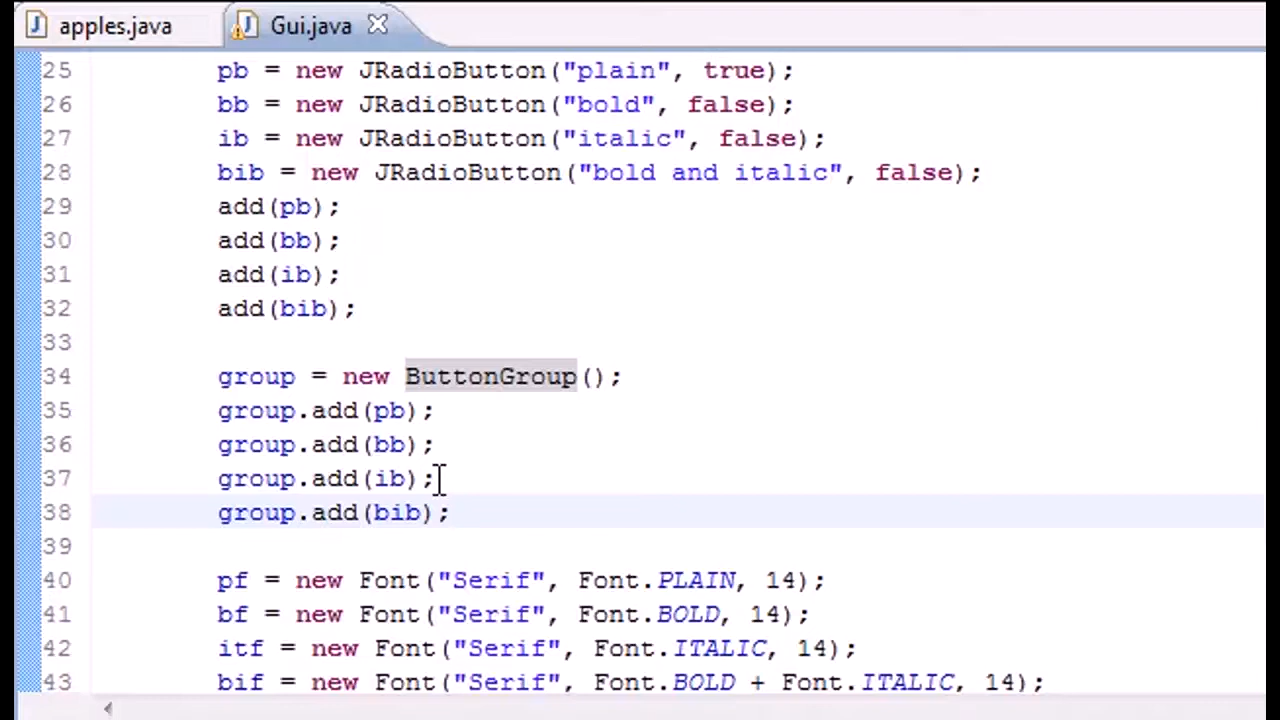 apples.java Gui.java
25 pb = new JRadioButton("plain", true);
26 bb = new JRadioButton("bold", false);
27 ib = new JRadioButton("italic", false);
28 bib = new JRadioButton("bold and italic", false);
29 add(pb);
30 add(bb);
31 add(ib);
32 add(bib);
33
34 group = new ButtonGroup();
35 group.add(pb);
36 group.add(bb);
37 group.add(ib);
38 group.add(bib);
39
40 pf = new Font("Serif", Font.PLAIN, 14);
41 bf = new Font("Serif", Font.BOLD, 14);
42 itf = new Font("Serif", Font.ITALIC, 14);
43 bif = new Font("Serif", Font.BOLD + Font.ITALIC, 14);